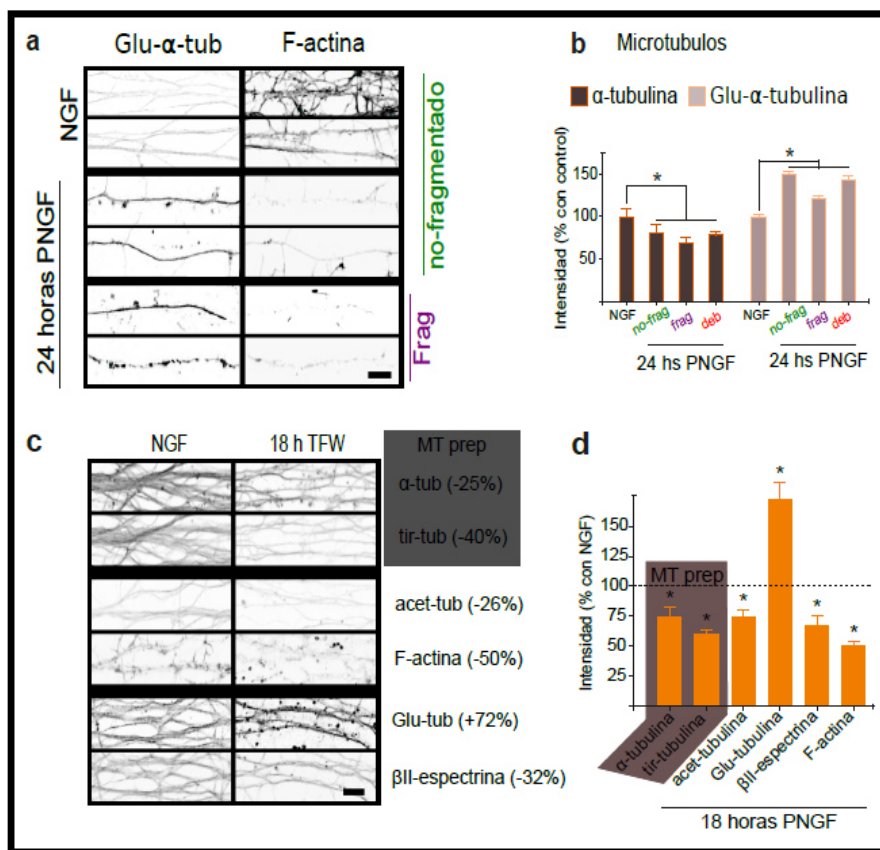 a
Glu-α-tub F-actina
NGF
24 horas PNGF
no-fragmentado
Frag
b Microtubulos
α-tubulina Glu-α-tubulina
Intensidad (% con control)
150
100
50
* *
NGF no-frag frag deb NGF no-frag frag deb
24 hs PNGF 24 hs PNGF
c
NGF 18 h TFW MT prep
α-tub (-25%)
tir-tub (-40%)
acet-tub (-26%)
F-actina (-50%)
Glu-tub (+72%)
βII-espectrina (-32%)
d
Intensidad (% con NGF)
150
100
75
50
25
MT prep
* * * * * *
α-tubulina
tir-tubulina
acet-tubulina
Glu-tubulina
βII-espectrina
F-actina
18 horas PNGF